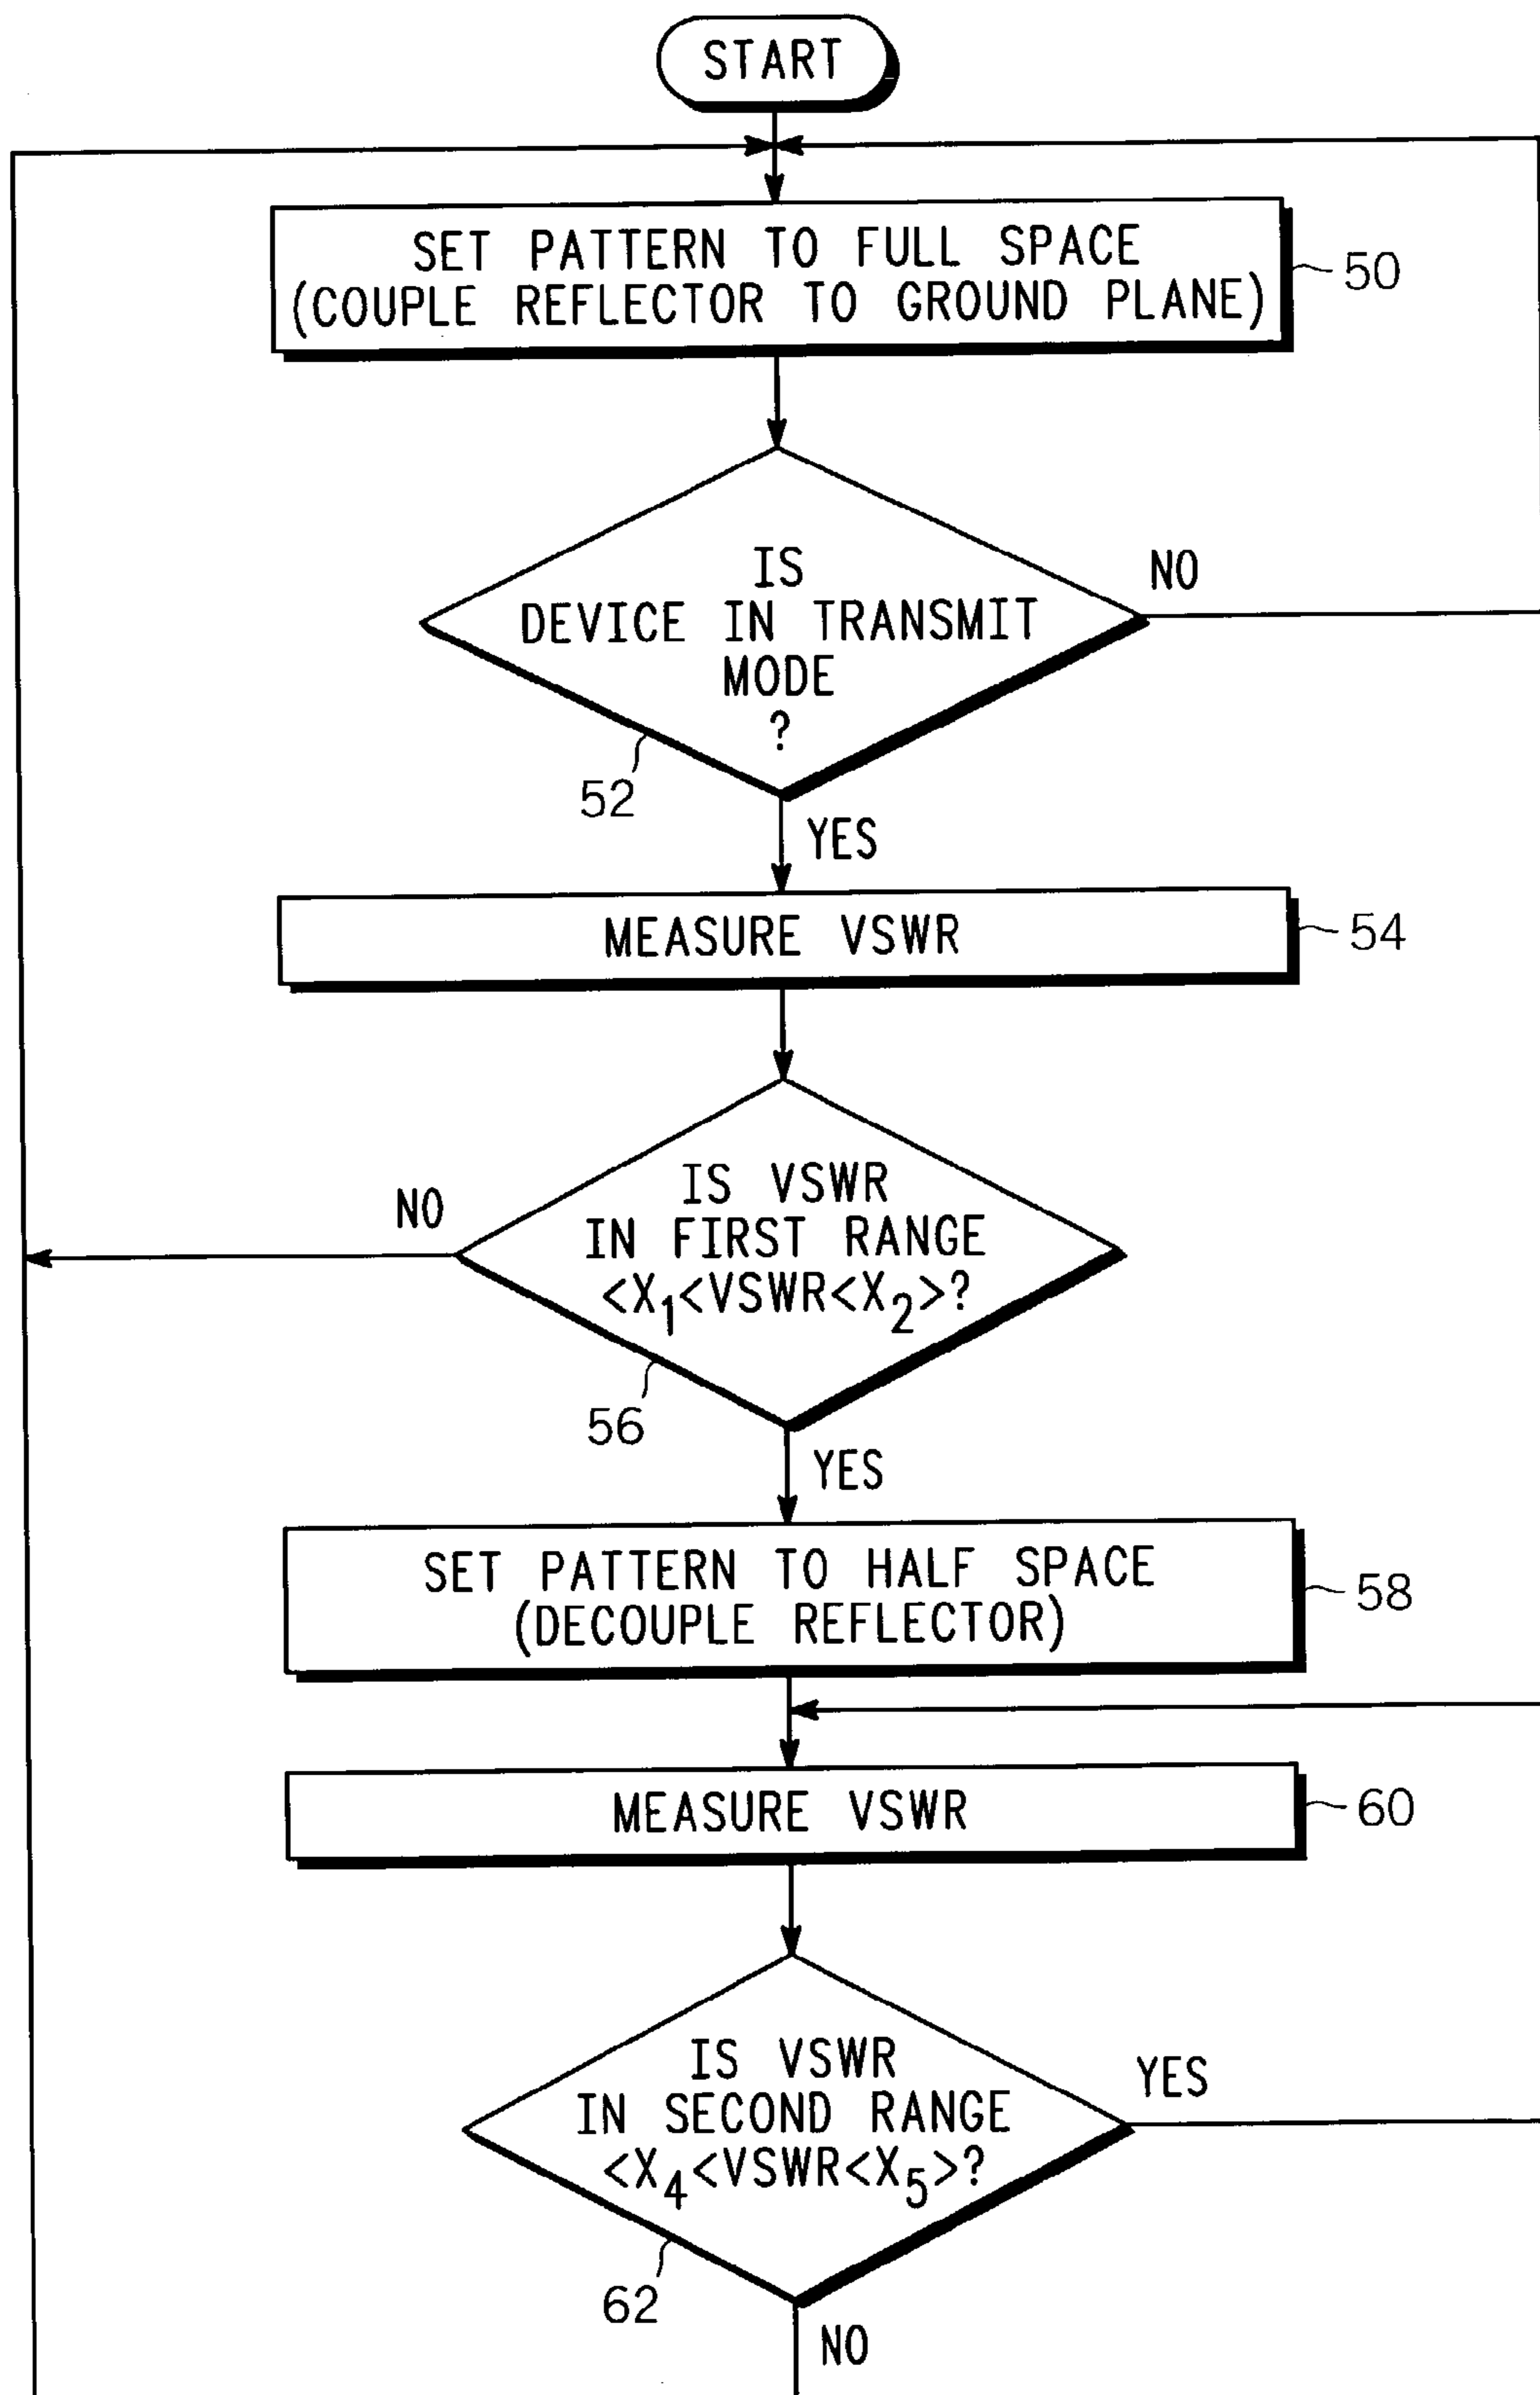 START
SET PATTERN TO FULL SPACE
(COUPLE REFLECTOR TO GROUND PLANE)
50
IS
DEVICE IN TRANSMIT
MODE
?
NO
52
YES
MEASURE VSWR
54
IS VSWR
IN FIRST RANGE
<X₁<VSWR<X₂>?
NO
56
YES
SET PATTERN TO HALF SPACE
(DECOUPLE REFLECTOR)
58
MEASURE VSWR
60
IS VSWR
IN SECOND RANGE
<X₄<VSWR<X₅>?
YES
62
NO